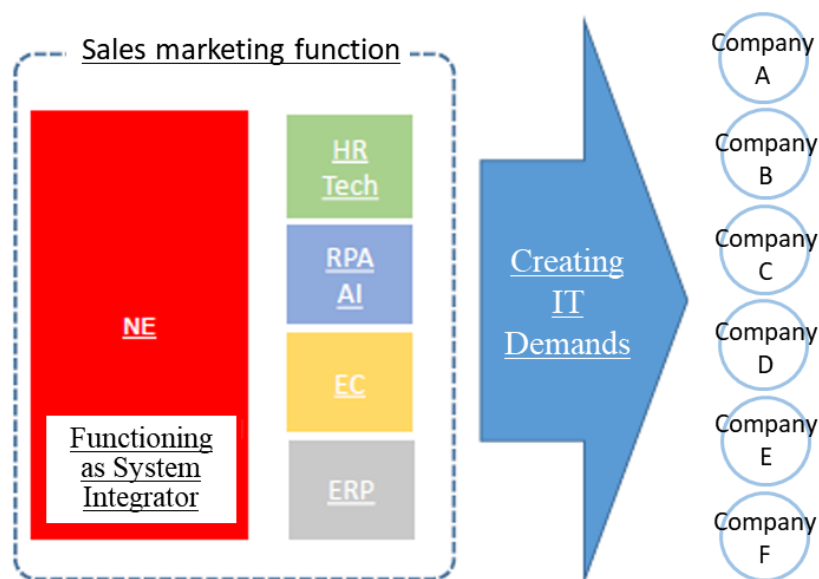 Sales marketing function
NE
Functioning
as System
Integrator
HR
Tech
RPA
AI
EC
ERP
Creating
IT
Demands
Company
A
Company
B
Company
C
Company
D
Company
E
Company
F